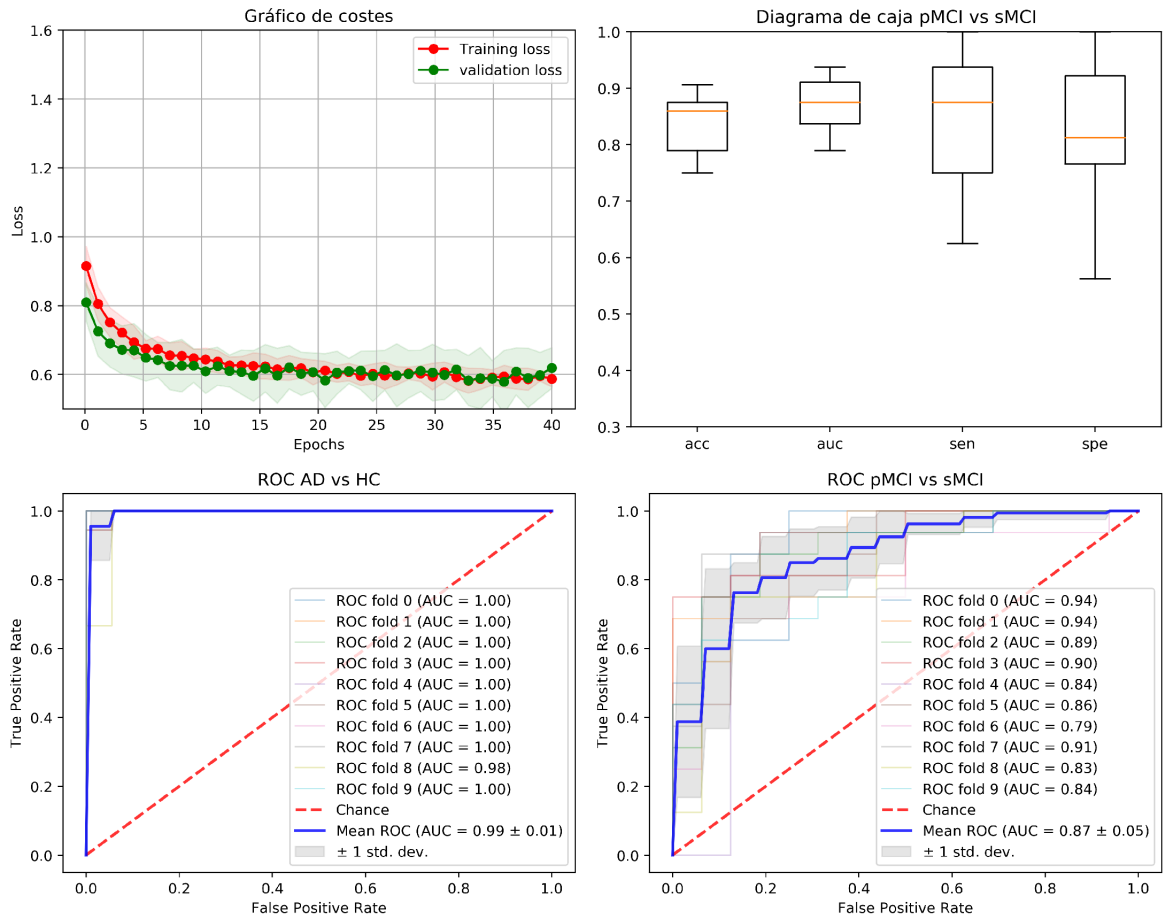 Gráfico de costes
1.6
1.4
1.2
1.0
0.8
0.6
Loss
0 5 10 15 20 25 30 35 40
Epochs
Training loss
validation loss
Diagrama de caja pMCI vs sMCI
1.0
0.9
0.8
0.7
0.6
0.5
0.4
0.3
acc auc sen spe
ROC AD vs HC
1.0
0.8
0.6
0.4
0.2
0.0
True Positive Rate
0.0 0.2 0.4 0.6 0.8 1.0
False Positive Rate
ROC fold 0 (AUC = 1.00)
ROC fold 1 (AUC = 1.00)
ROC fold 2 (AUC = 1.00)
ROC fold 3 (AUC = 1.00)
ROC fold 4 (AUC = 1.00)
ROC fold 5 (AUC = 1.00)
ROC fold 6 (AUC = 1.00)
ROC fold 7 (AUC = 1.00)
ROC fold 8 (AUC = 0.98)
ROC fold 9 (AUC = 1.00)
Chance
Mean ROC (AUC = 0.99 ± 0.01)
± 1 std. dev.
ROC pMCI vs sMCI
1.0
0.8
0.6
0.4
0.2
0.0
True Positive Rate
0.0 0.2 0.4 0.6 0.8 1.0
False Positive Rate
ROC fold 0 (AUC = 0.94)
ROC fold 1 (AUC = 0.94)
ROC fold 2 (AUC = 0.89)
ROC fold 3 (AUC = 0.90)
ROC fold 4 (AUC = 0.84)
ROC fold 5 (AUC = 0.86)
ROC fold 6 (AUC = 0.79)
ROC fold 7 (AUC = 0.91)
ROC fold 8 (AUC = 0.83)
ROC fold 9 (AUC = 0.84)
Chance
Mean ROC (AUC = 0.87 ± 0.05)
± 1 std. dev.